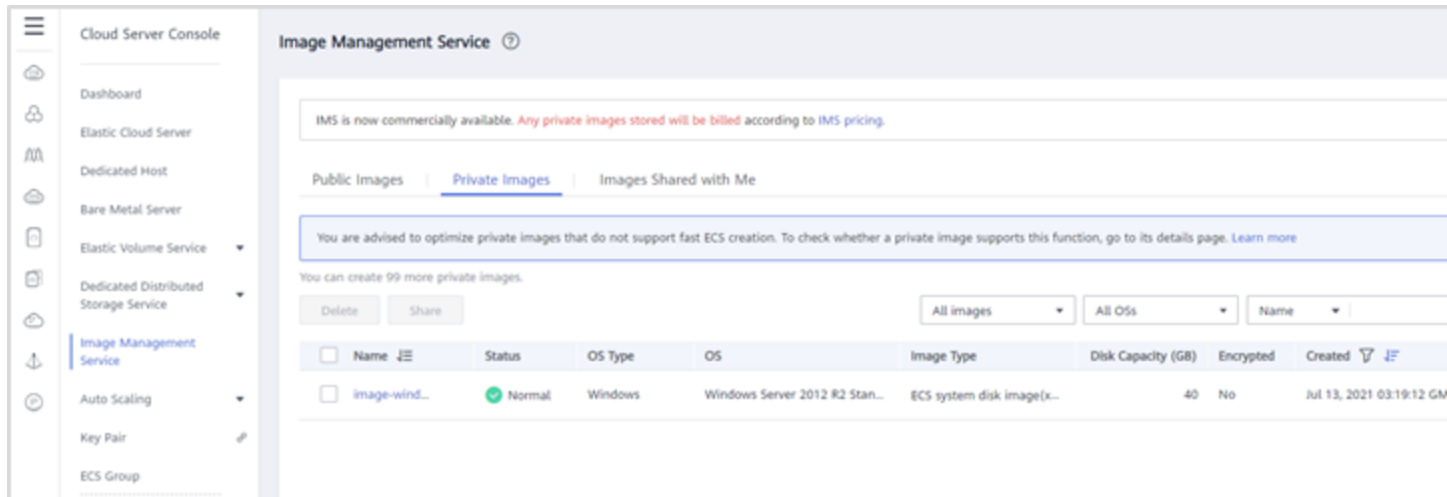 Cloud Server Console
Dashboard
Elastic Cloud Server
Dedicated Host
Bare Metal Server
Elastic Volume Service
Dedicated Distributed
Storage Service
Image Management
Service
Auto Scaling
Key Pair
ECS Group
Image Management Service
IMS is now commercially available. Any private images stored will be billed according to IMS pricing.
Public Images Private Images Images Shared with Me
You are advised to optimize private images that do not support fast ECS creation. To check whether a private image supports this function, go to its details page. Learn more
You can create 99 more private images.
Delete Share All images All OSs Name
Name Status OS Type OS Image Type Disk Capacity (GB) Encrypted Created
image-wind... Normal Windows Windows Server 2012 R2 Stan... ECS system disk image(x... 40 No Jul 13, 2021 03:19:12 GM